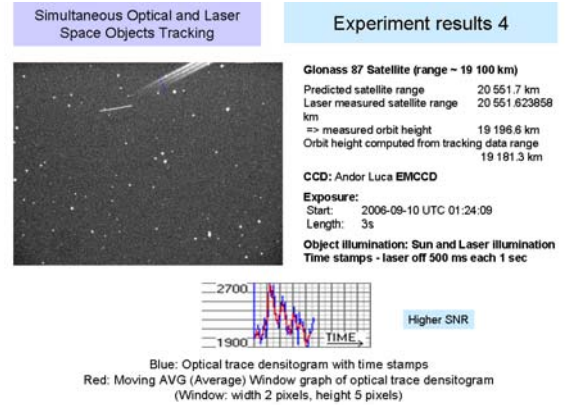 Simultaneous Optical and Laser
Space Objects Tracking
Experiment results 4
Glonass 87 Satellite (range ~ 19 100 km)
Predicted satellite range 20 551.7 km
Laser measured satellite range 20 551.623858
km
=> measured orbit height 19 196.6 km
Orbit height computed from tracking data range
19 181.3 km
CCD: Andor Luca EMCCD
Exposure:
Start: 2006-09-10 UTC 01:24:09
Length: 3s
Object illumination: Sun and Laser illumination
Time stamps - laser off 500 ms each 1 sec
2700
1900
TIME
Higher SNR
Blue: Optical trace densitogram with time stamps
Red: Moving AVG (Average) Window graph of optical trace densitogram
(Window: width 2 pixels, height 5 pixels)